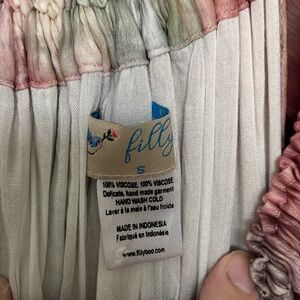 filly
S
100% VISCOSE, 100% VISCOSE
Delicate, hand made garment
HAND WASH COLD
Laver à la main à l'eau froide
MADE IN INDONESIA
Fabriqué en Indonésie
www.fillyboo.com